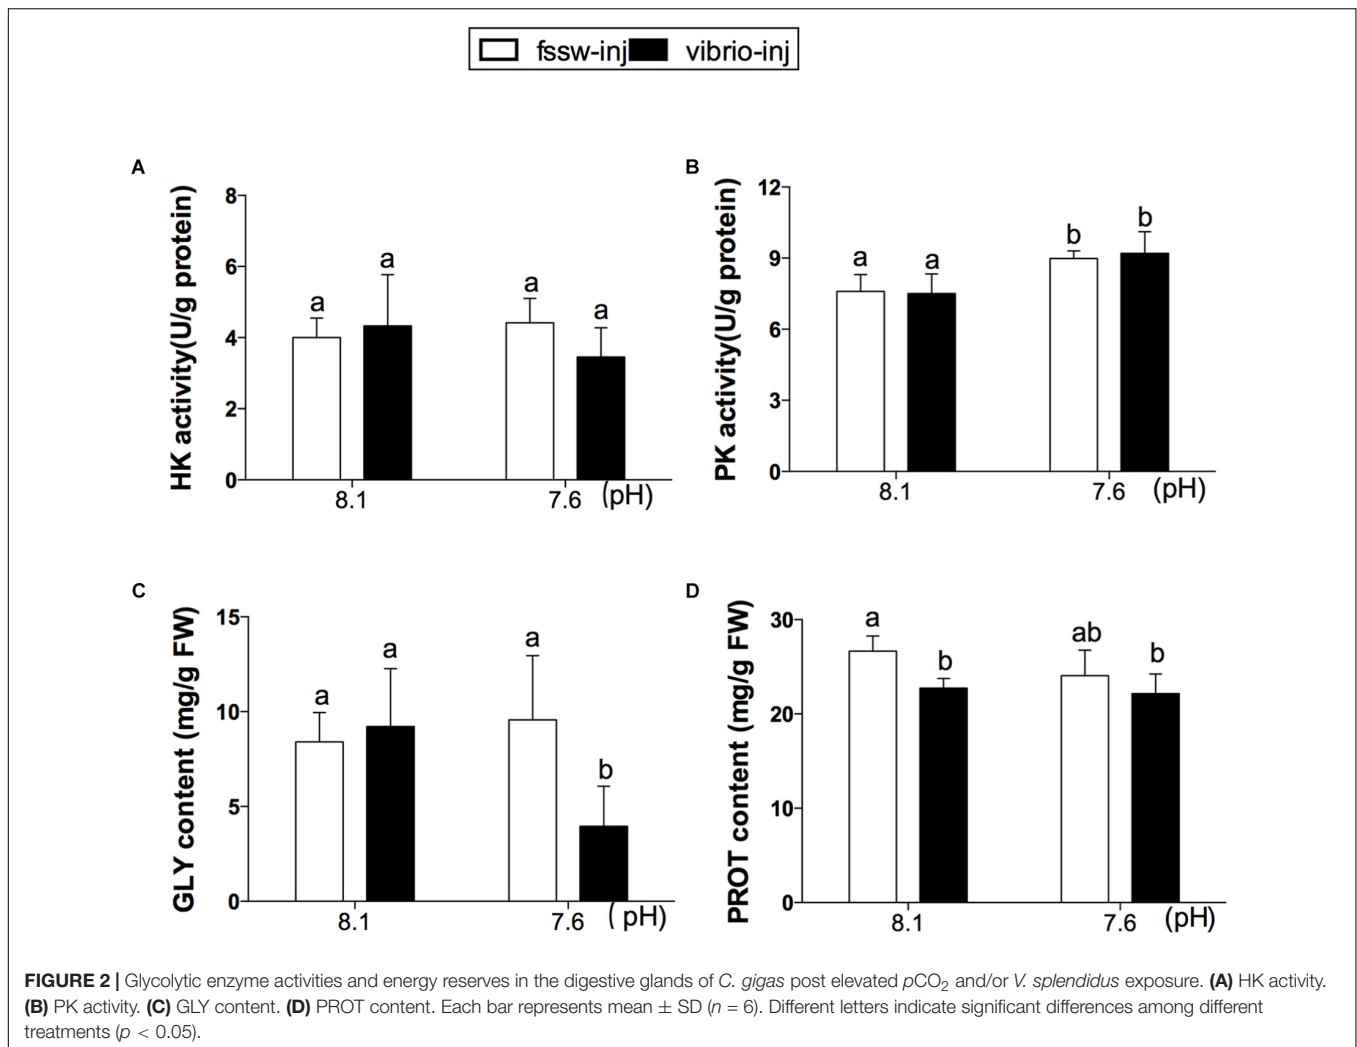 fssw-inj vibrio-inj
A
HK activity(U/g protein)
8
6
4
2
0
a
a
a
a
8.1
7.6
(pH)
B
PK activity(U/g protein)
12
9
6
3
0
a
a
b
b
8.1
7.6
(pH)
C
GLY content (mg/g FW)
15
10
5
0
a
a
a
b
8.1
7.6
( pH)
D
PROT content (mg/g FW)
30
20
10
0
a
b
ab
b
8.1
7.6
(pH)
FIGURE 2 | Glycolytic enzyme activities and energy reserves in the digestive glands of C. gigas post elevated pCO₂ and/or V. splendidus exposure. (A) HK activity.
(B) PK activity. (C) GLY content. (D) PROT content. Each bar represents mean ± SD (n = 6). Different letters indicate significant differences among different
treatments (p < 0.05).